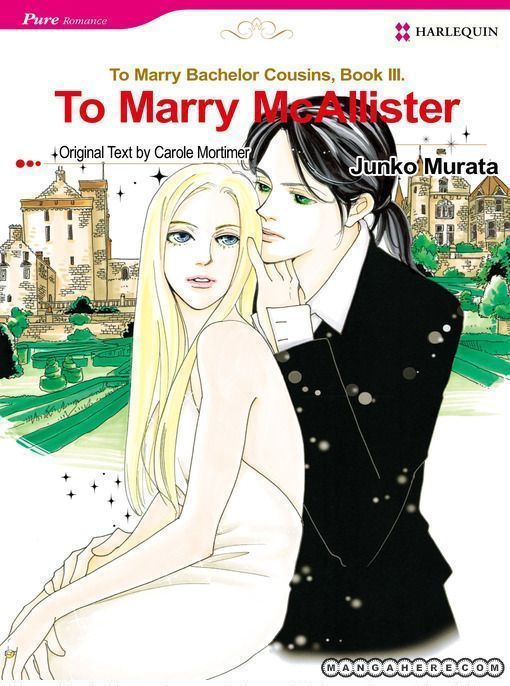 Pure Romance
HARLEQUIN
To Marry Bachelor Cousins, Book III.
To Marry McAllister
Original Text by Carole Mortimer
Junko Murata
MANGAHERE.COM